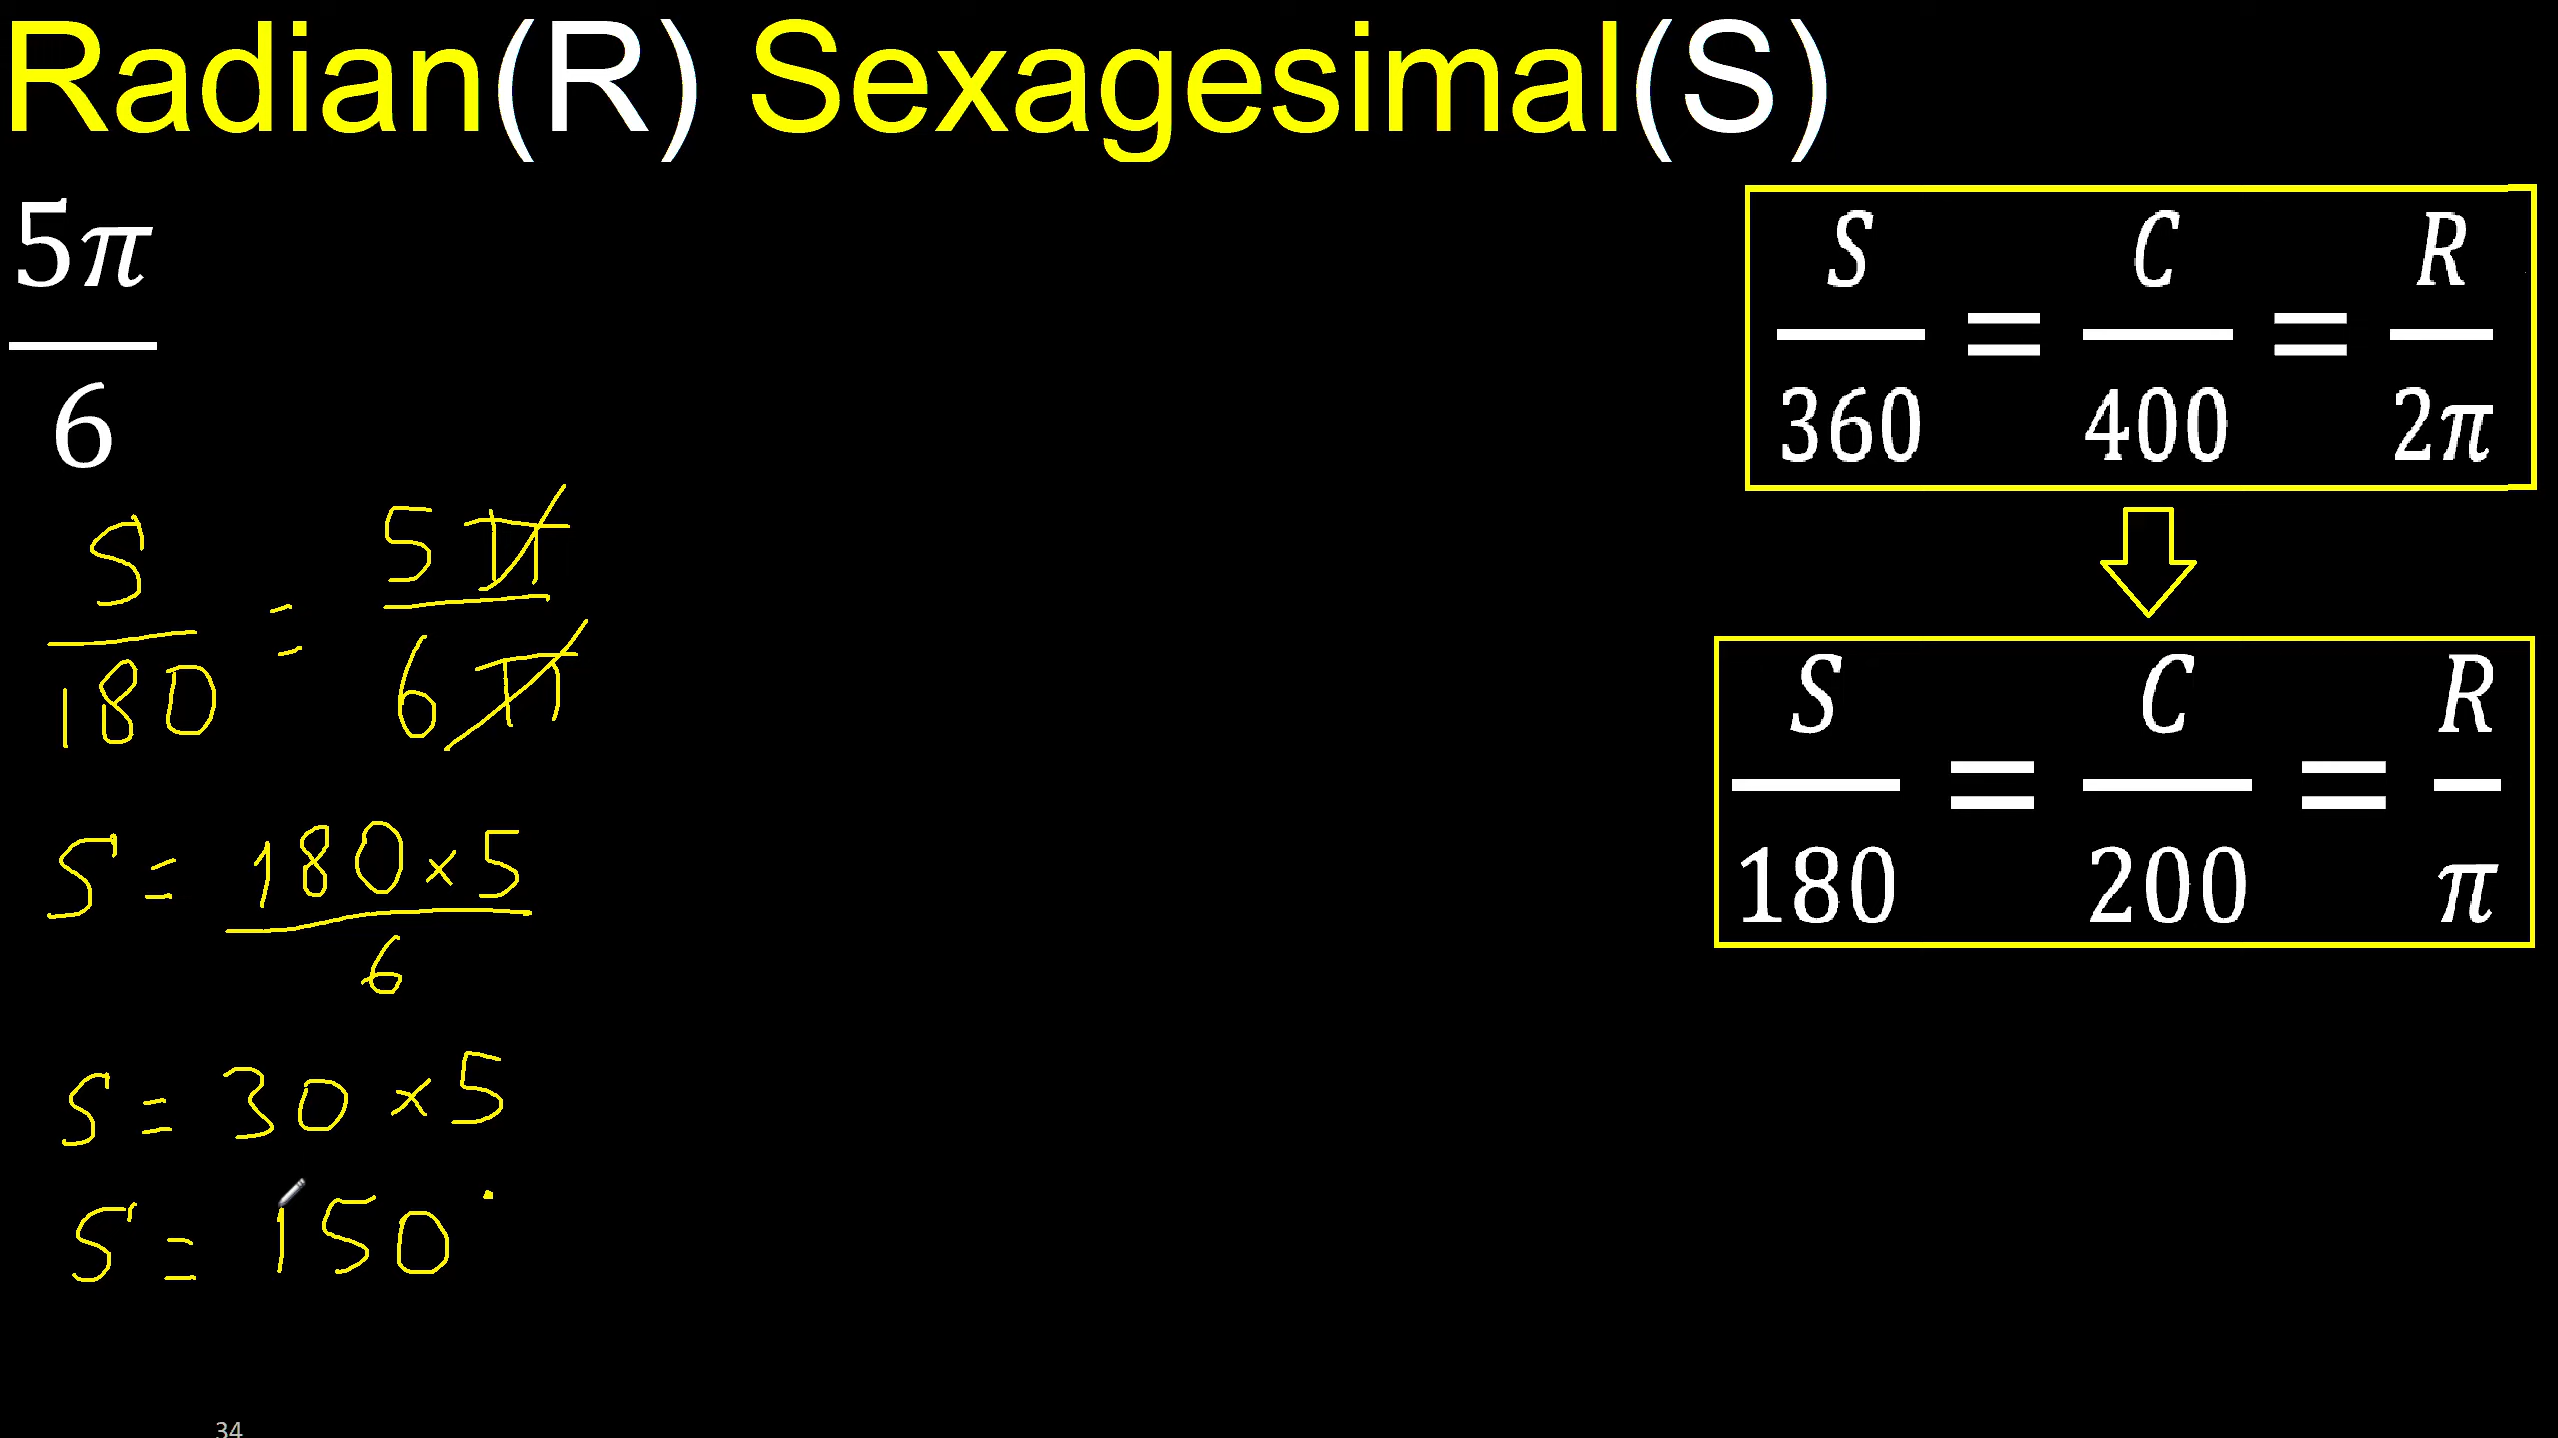 Radian(R) Sexagesimal(S)
5π
6
S/180 = 5π/6π
S = 180×5/6
S = 30×5
S = 150°
S/360 = C/400 = R/2π
S/180 = C/200 = R/π
34